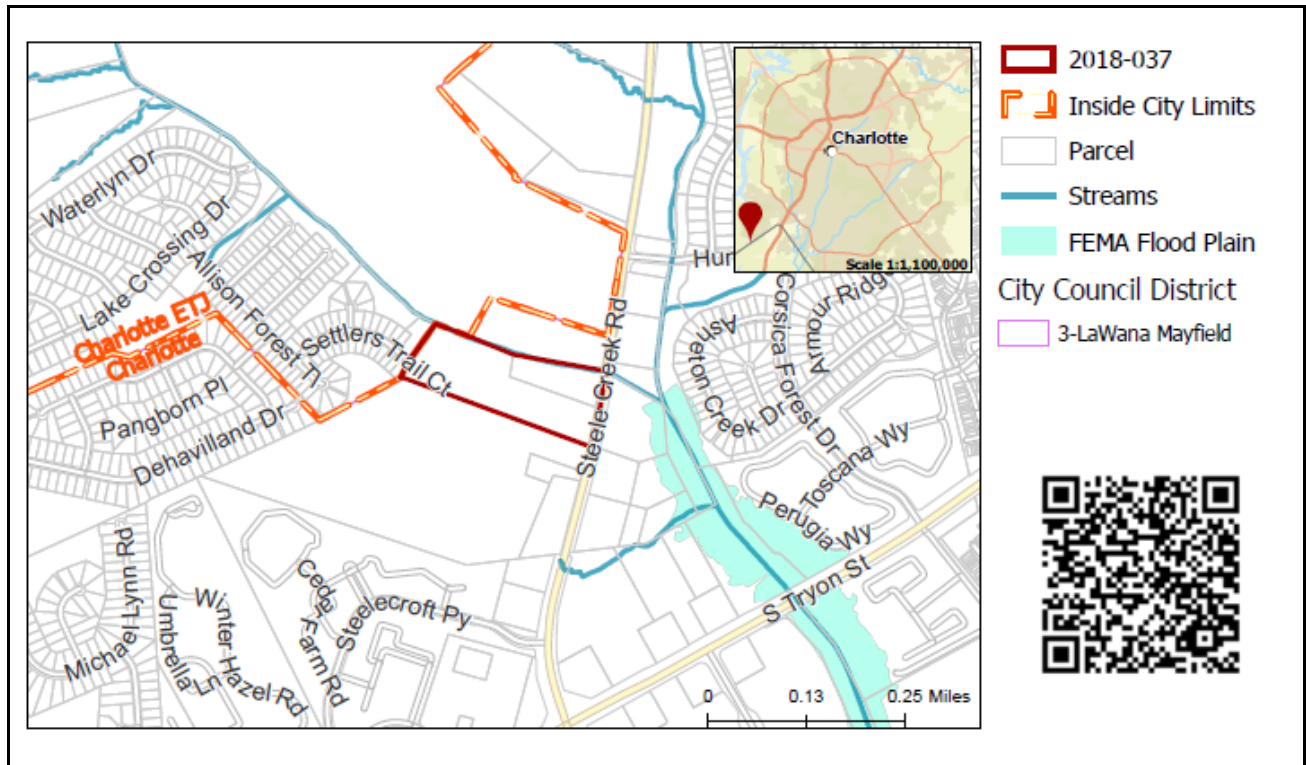 2018-037
Inside City Limits
Parcel
Streams
FEMA Flood Plain
City Council District
3-LaWana Mayfield
Charlotte
Scale 1:1,100,000
Waterlyn Dr
Lake Crossing Dr
Allison Forest Tl
Charlotte ETJ
Charlotte
Settlers Trail Ct
Pangborn Pl
Dehavilland Dr
Steele Creek Rd
Hun
Corsica Forest Dr
Armour Ridge
Ashleton Creek Dr
Toscana Wy
Perugia Wy
S Tryon St
Michael Lynn Rd
Umbrella Ln
Winter Hazel Rd
Cedar Farm Rd
Steelecroft Py
0 0.13 0.25 Miles